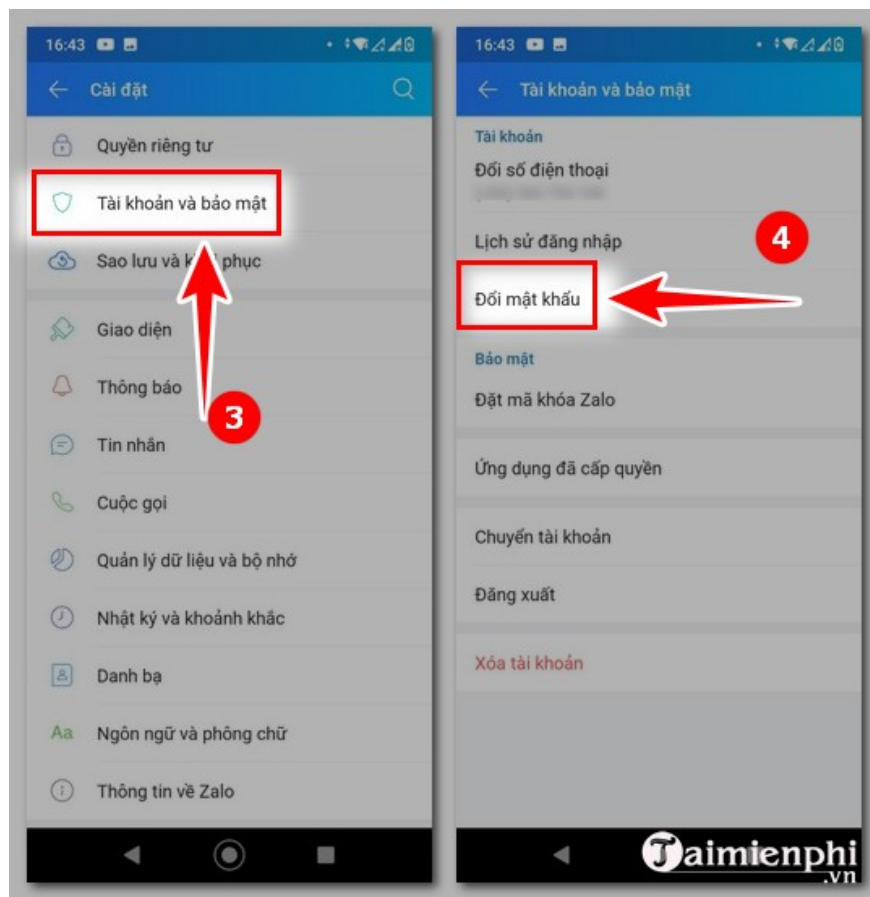 16:43
Cài đặt
Quyền riêng tư
Tài khoản và bảo mật
Sao lưu và k phục
Giao diện
Thông báo
3
Tin nhắn
Cuộc gọi
Quản lý dữ liệu và bộ nhớ
Nhật ký và khoảnh khắc
Danh bạ
Aa Ngôn ngữ và phông chữ
Thông tin về Zalo
16:43
Tài khoản và bảo mật
Tài khoản
Đổi số điện thoại
Lịch sử đăng nhập
4
Đổi mật khẩu
Bảo mật
Đặt mã khóa Zalo
Ứng dụng đã cấp quyền
Chuyển tài khoản
Đăng xuất
Xóa tài khoản
Taimienphi
.vn